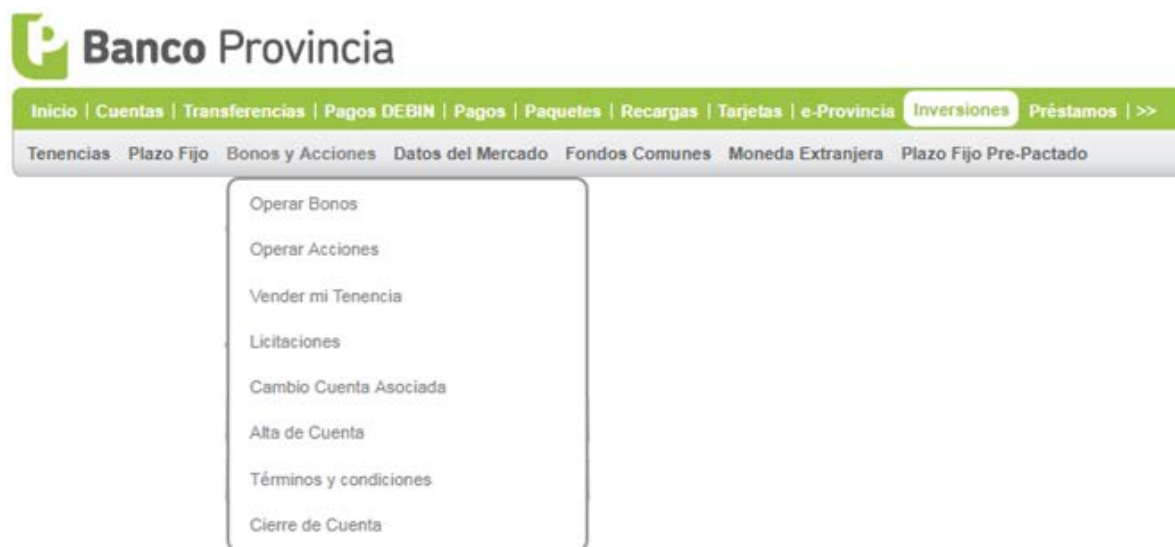 Banco Provincia
Inicio | Cuentas | Transferencias | Pagos DEBIN | Pagos | Paquetes | Recargas | Tarjetas | e-Provincia Inversiones Préstamos | >>
Tenencias Plazo Fijo Bonos y Acciones Datos del Mercado Fondos Comunes Moneda Extranjera Plazo Fijo Pre-Pactado
Operar Bonos
Operar Acciones
Vender mi Tenencia
Licitaciones
Cambio Cuenta Asociada
Alta de Cuenta
Términos y condiciones
Cierre de Cuenta